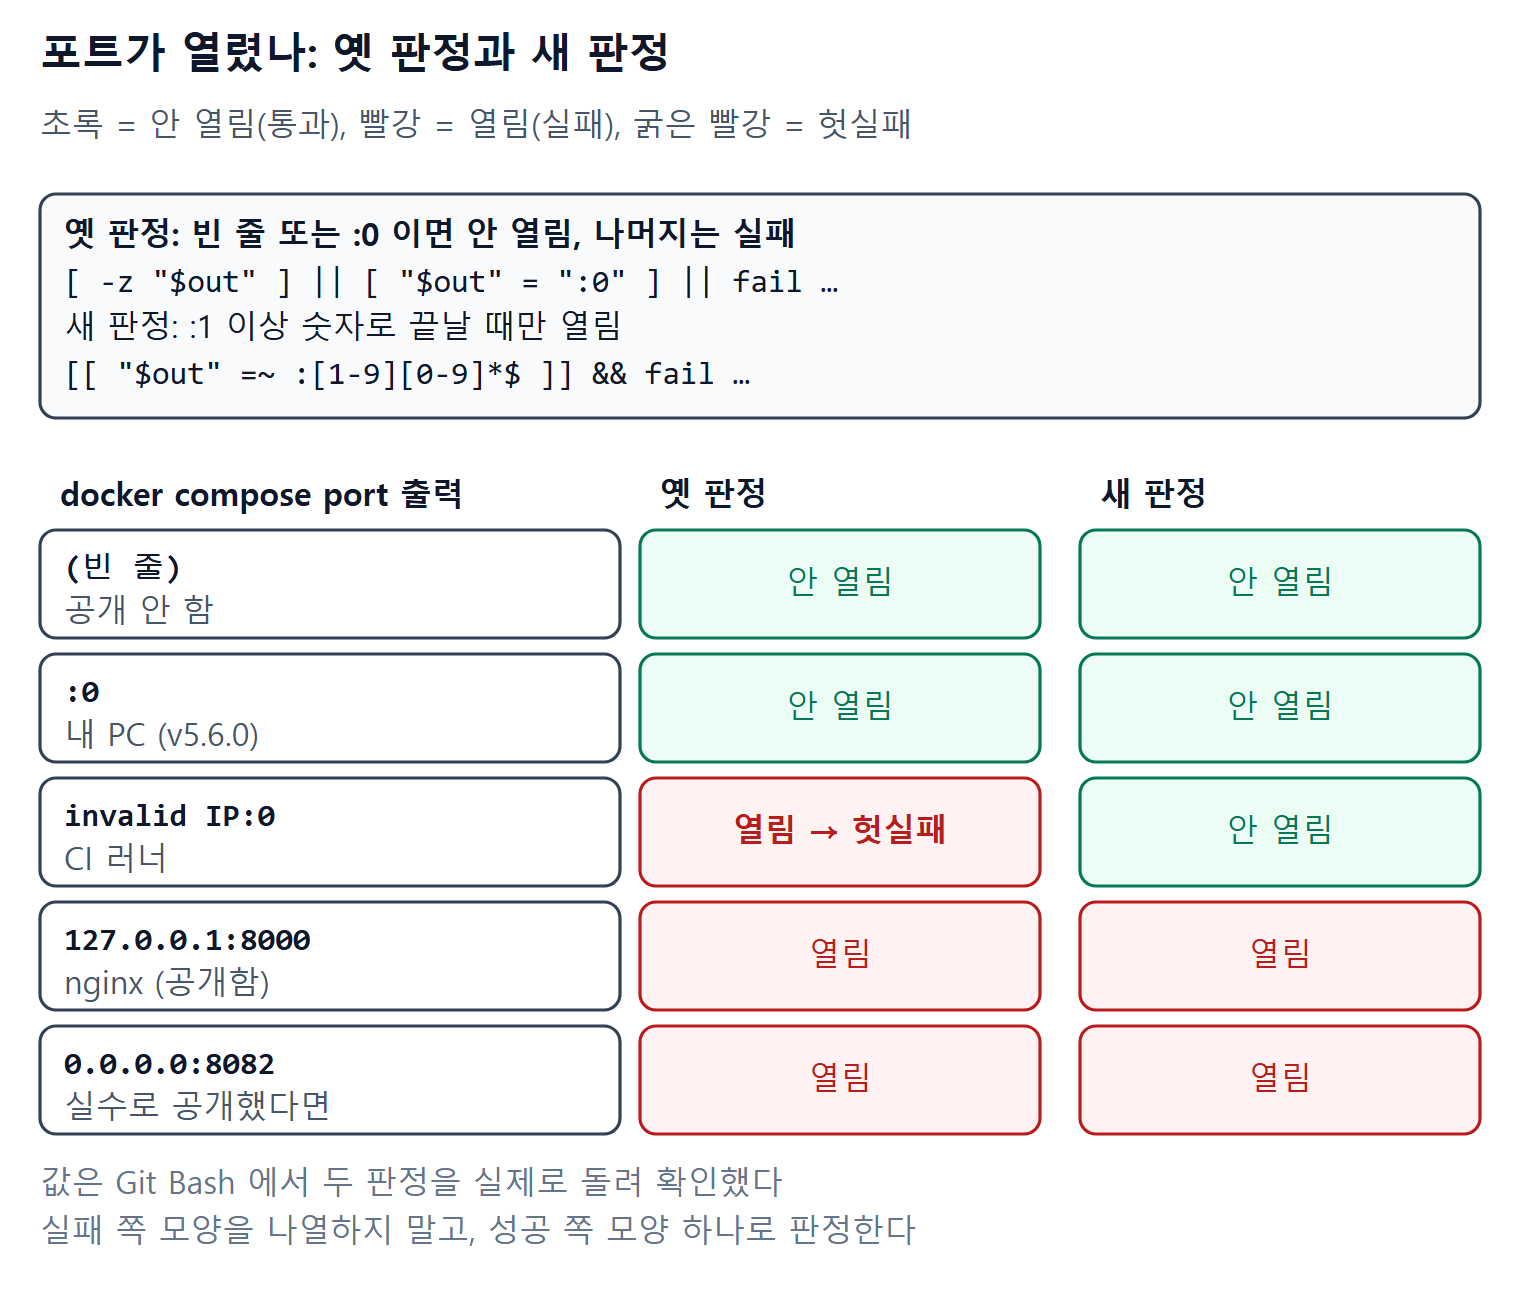 포트가 열렸나: 옛 판정과 새 판정
초록 = 안 열림(통과), 빨강 = 열림(실패), 굵은 빨강 = 헛실패
옛 판정: 빈 줄 또는 :0 이면 안 열림, 나머지는 실패
[ -z "$out" ] || [ "$out" = ":0" ] || fail …
새 판정: :1 이상 숫자로 끝날 때만 열림
[[ "$out" =~ :[1-9][0-9]*$ ]] && fail …
docker compose port 출력 옛 판정 새 판정
(빈 줄)
공개 안 함
안 열림
안 열림
:0
내 PC (v5.6.0)
안 열림
안 열림
invalid IP:0
CI 러너
열림 → 헛실패
안 열림
127.0.0.1:8000
nginx (공개함)
열림
열림
0.0.0.0:8082
실수로 공개했다면
열림
열림
값은 Git Bash 에서 두 판정을 실제로 돌려 확인했다
실패 쪽 모양을 나열하지 말고, 성공 쪽 모양 하나로 판정한다